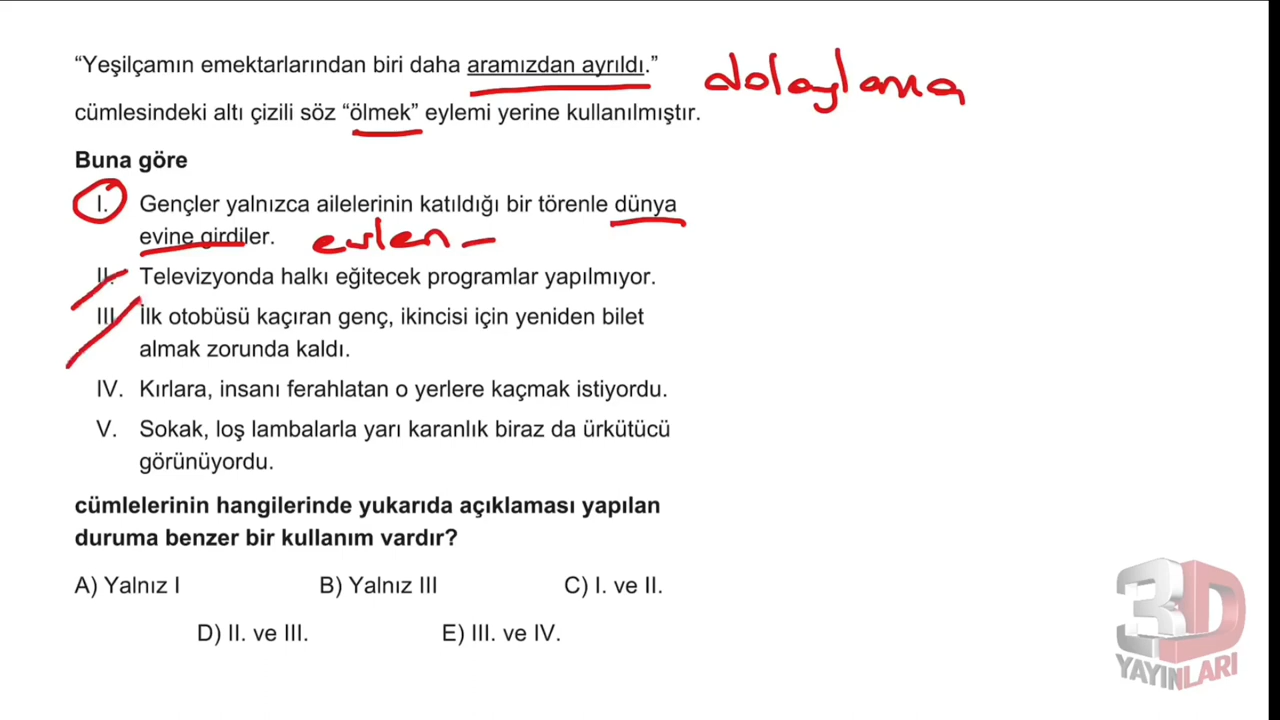 “Yeşilçamın emektarlarından biri daha aramızdan ayrıldı.”
dolaylama
cümlesindeki altı çizili söz “ölmek” eylemi yerine kullanılmıştır.
Buna göre
I. Gençler yalnızca ailelerinin katıldığı bir törenle dünya
evine girdiler.
evlen –
II. Televizyonda halkı eğitecek programlar yapılmıyor.
III. İlk otobüsü kaçıran genç, ikincisi için yeniden bilet
almak zorunda kaldı.
IV. Kırlara, insanı ferahlatan o yerlere kaçmak istiyordu.
V. Sokak, loş lambalarla yarı karanlık biraz da ürkütücü
görünüyordu.
cümlelerinin hangilerinde yukarıda açıklaması yapılan
duruma benzer bir kullanım vardır?
A) Yalnız I B) Yalnız III C) I. ve II.
D) II. ve III. E) III. ve IV.
3D
YAYINLARI